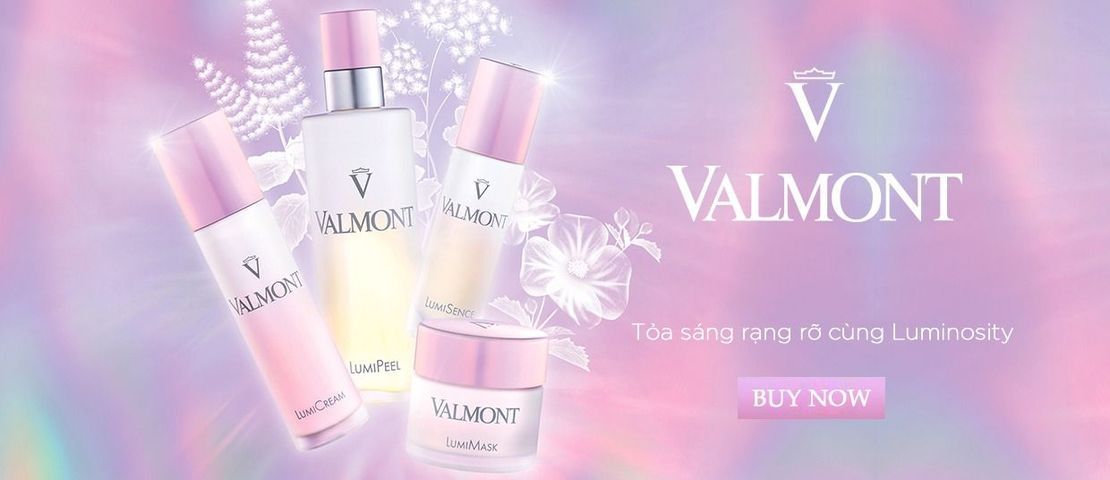 V
VALMONT
LUMICREAM
V
VALMONT
LUMIPEEL
V
VALMONT
LUMISENCE
VALMONT
LUMIMASK
V
VALMONT
Tỏa sáng rạng rỡ cùng Luminosity
BUY NOW